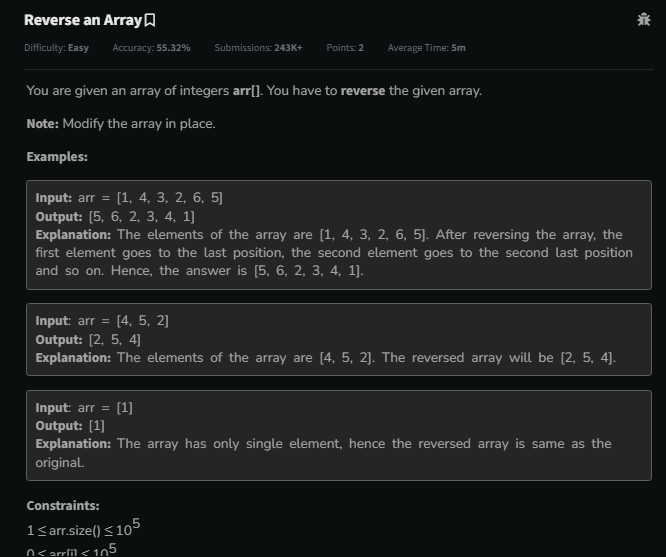 Reverse an Array
Difficulty: Easy Accuracy: 55.32% Submissions: 243K+ Points: 2 Average Time: 5m
You are given an array of integers arr[]. You have to reverse the given array.
Note: Modify the array in place.
Examples:
Input: arr = [1, 4, 3, 2, 6, 5]
Output: [5, 6, 2, 3, 4, 1]
Explanation: The elements of the array are [1, 4, 3, 2, 6, 5]. After reversing the array, the
first element goes to the last position, the second element goes to the second last position
and so on. Hence, the answer is [5, 6, 2, 3, 4, 1].
Input: arr = [4, 5, 2]
Output: [2, 5, 4]
Explanation: The elements of the array are [4, 5, 2]. The reversed array will be [2, 5, 4].
Input: arr = [1]
Output: [1]
Explanation: The array has only single element, hence the reversed array is same as the
original.
Constraints:
1 ≤ arr.size() ≤ 10⁵
0 ≤ arr[i] ≤ 10⁵